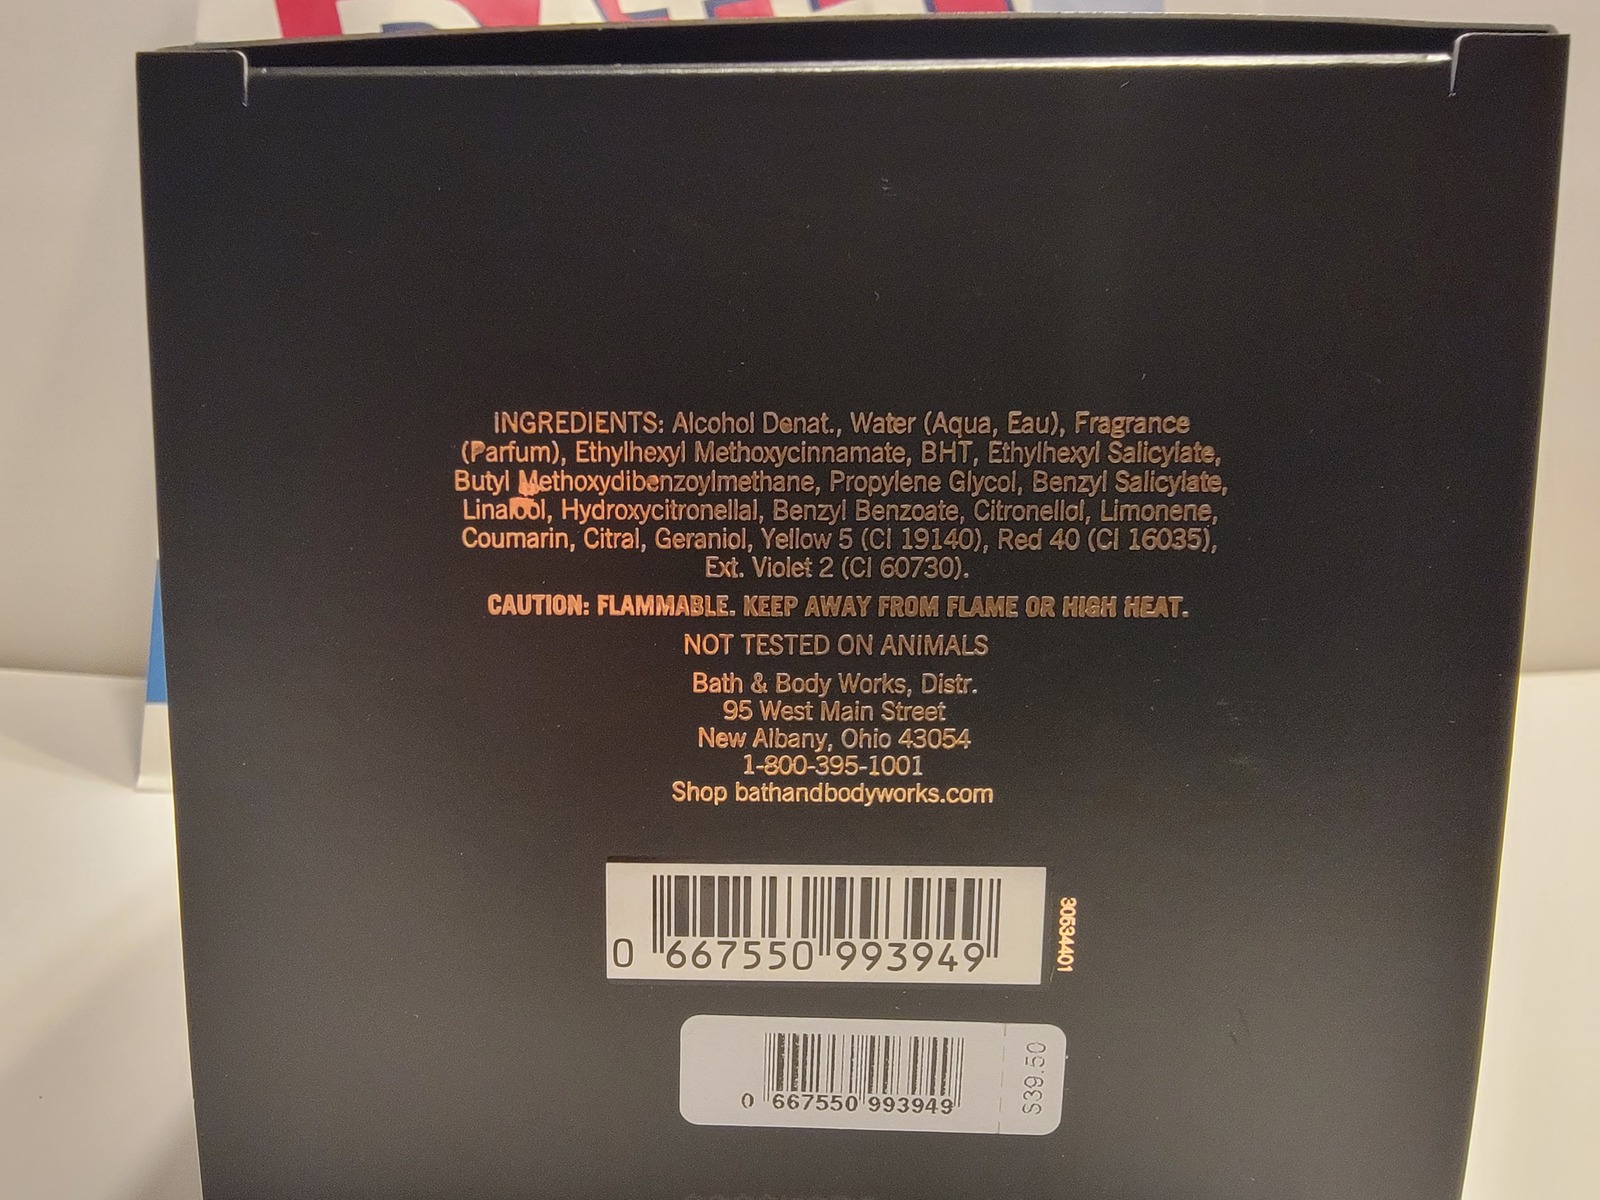 INGREDIENTS: Alcohol Denat., Water (Aqua, Eau), Fragrance
(Parfum), Ethylhexyl Methoxycinnamate, BHT, Ethylhexyl Salicylate,
Butyl Methoxydibenzoylmethane, Propylene Glycol, Benzyl Salicylate,
Linalool, Hydroxycitronellal, Benzyl Benzoate, Citronellol, Limonene,
Coumarin, Citral, Geraniol, Yellow 5 (CI 19140), Red 40 (CI 16035),
Ext. Violet 2 (CI 60730).
CAUTION: FLAMMABLE. KEEP AWAY FROM FLAME OR HIGH HEAT.
NOT TESTED ON ANIMALS
Bath & Body Works, Distr.
95 West Main Street
New Albany, Ohio 43054
1-800-395-1001
Shop bathandbodyworks.com
0 667550 993949
30534401
0 667550 993949
$39.50